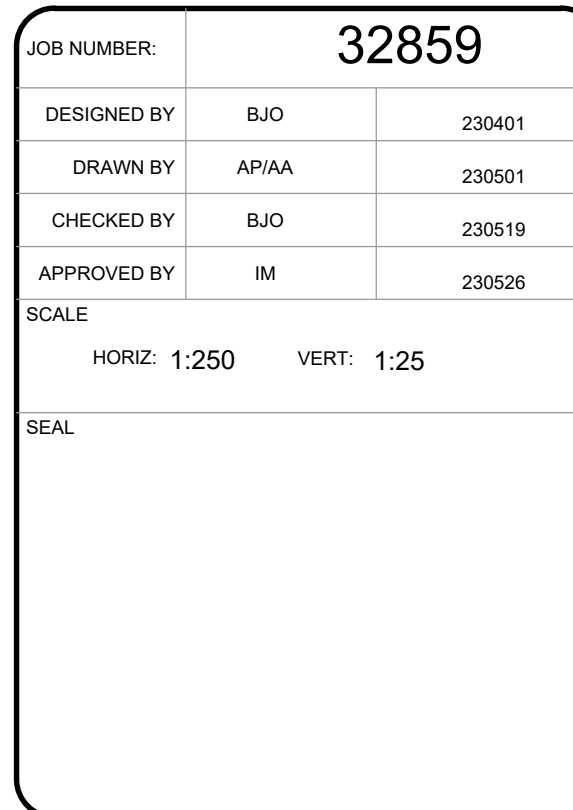 JOB NUMBER: 32859
DESIGNED BY BJO 230401
DRAWN BY AP/AA 230501
CHECKED BY BJO 230519
APPROVED BY IM 230526
SCALE
HORIZ: 1:250 VERT: 1:25
SEAL